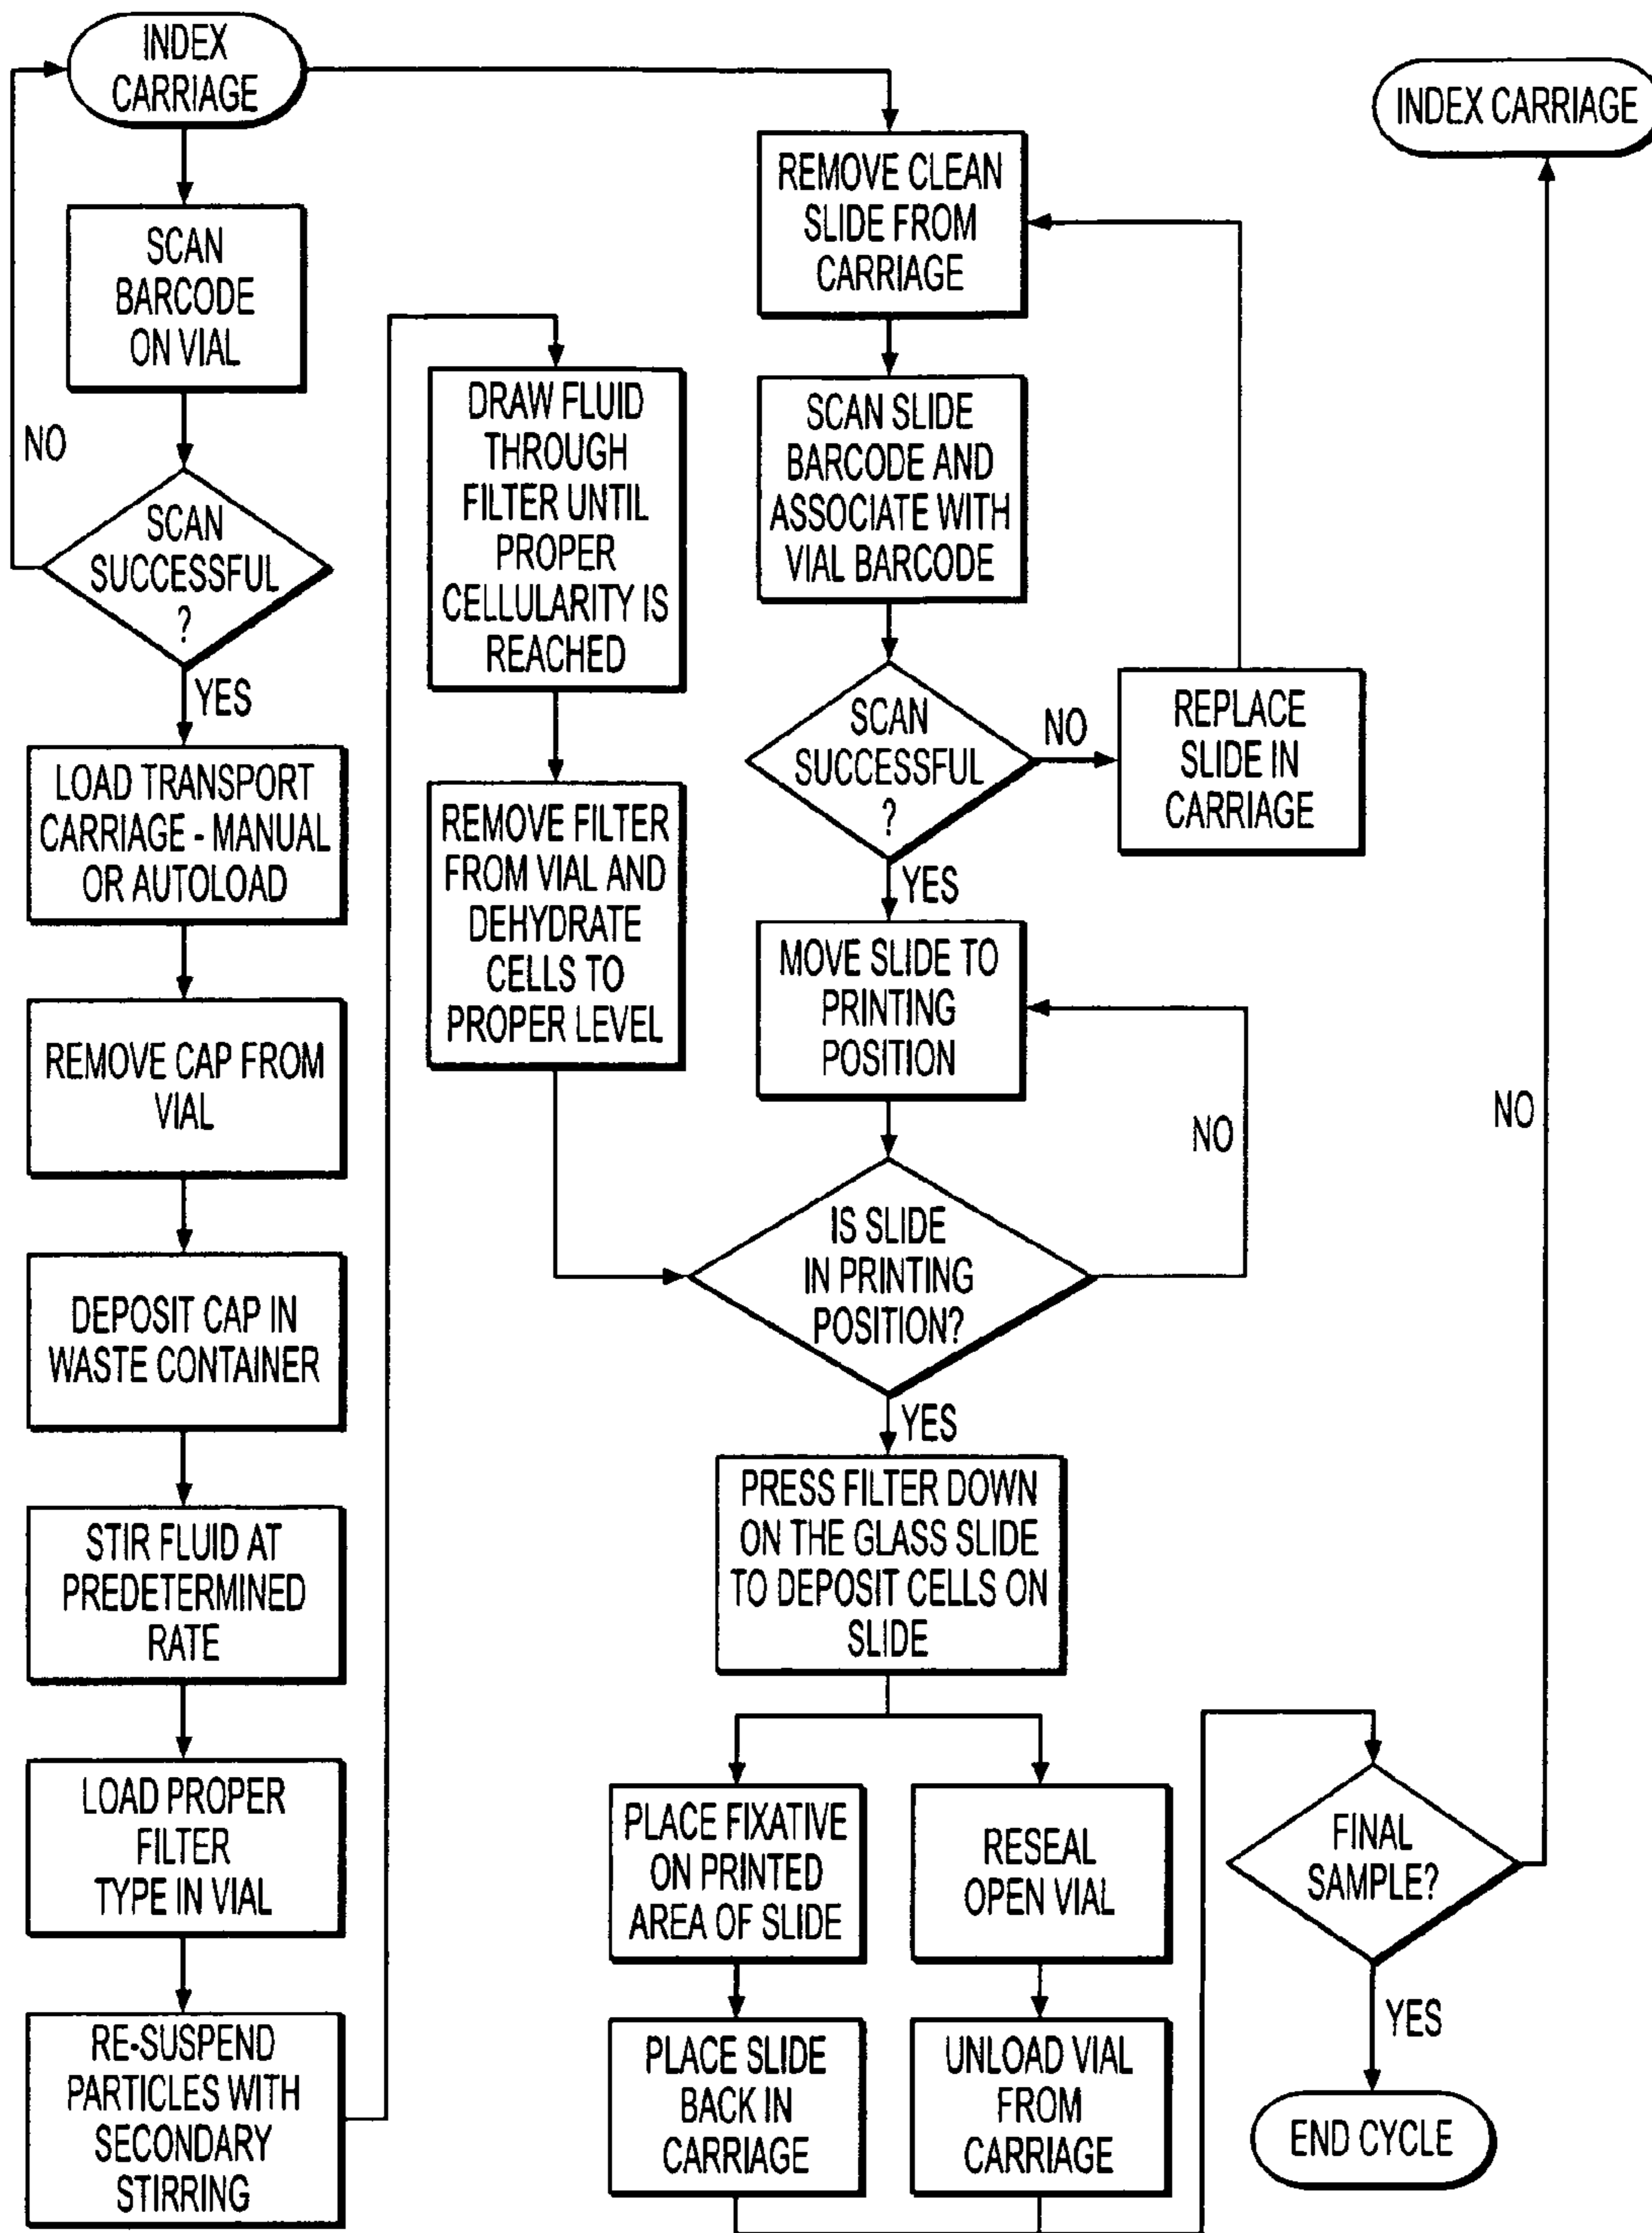 INDEX
CARRIAGE
SCAN
BARCODE
ON VIAL
NO
SCAN
SUCCESSFUL
?
YES
LOAD TRANSPORT
CARRIAGE - MANUAL
OR AUTOLOAD
REMOVE CAP FROM
VIAL
DEPOSIT CAP IN
WASTE CONTAINER
STIR FLUID AT
PREDETERMINED
RATE
LOAD PROPER
FILTER
TYPE IN VIAL
RE-SUSPEND
PARTICLES WITH
SECONDARY
STIRRING
DRAW FLUID
THROUGH
FILTER UNTIL
PROPER
CELLULARITY IS
REACHED
REMOVE FILTER
FROM VIAL AND
DEHYDRATE
CELLS TO
PROPER LEVEL
REMOVE CLEAN
SLIDE FROM
CARRIAGE
SCAN SLIDE
BARCODE AND
ASSOCIATE WITH
VIAL BARCODE
SCAN
SUCCESSFUL
?
NO
REPLACE
SLIDE IN
CARRIAGE
YES
MOVE SLIDE TO
PRINTING
POSITION
IS SLIDE
IN PRINTING
POSITION?
NO
YES
PRESS FILTER DOWN
ON THE GLASS SLIDE
TO DEPOSIT CELLS ON
SLIDE
PLACE FIXATIVE
ON PRINTED
AREA OF SLIDE
PLACE SLIDE
BACK IN
CARRIAGE
RESEAL
OPEN VIAL
UNLOAD VIAL
FROM
CARRIAGE
FINAL
SAMPLE?
NO
INDEX CARRIAGE
YES
END CYCLE